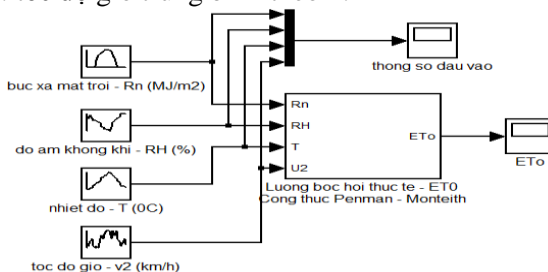 buc xa mat troi - Rn (MJ/m2)
do am khong khi - RH (%)
nhiet do - T (0C)
toc do gio - v2 (km/h)
thong so dau vao
Rn
RH
T
U2
ETo
Luong boc hoi thuc te - ET0
Cong thuc Penman - Monteith
ETo